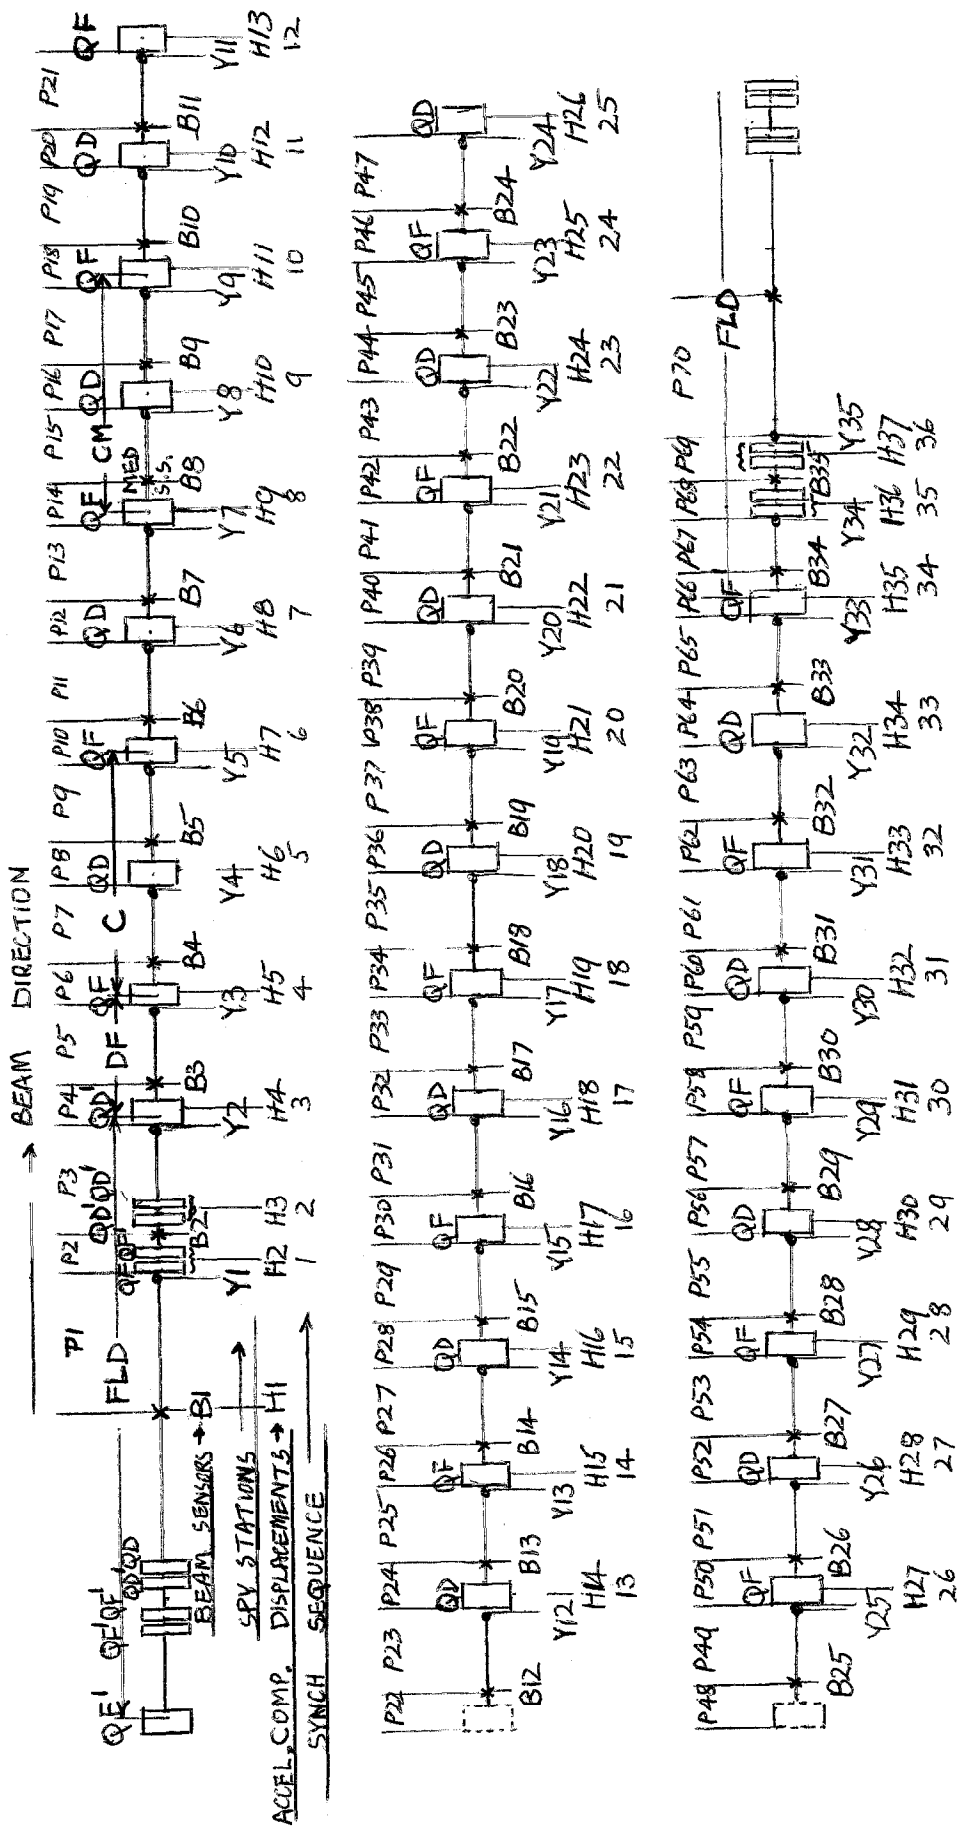 BEAM DIRECTION
P1 P2 P3 P4 P5 P6 P7 P8 P9 P10 P11 P12 P13 P14 P15 P16 P17 P18 P19 P20 P21
QE' QF'QF' QD'QD FLD QFQF' QD'QD' QD' DF QF C QD QF QD QF CM QD QF QD QF
MED
S.S.
BEAM SENSORS → B1 B2 B3 B4 B5 B6 B7 B8 B9 B10 B11
SPV STATIONS → Y1 Y2 Y3 Y4 Y5 Y6 Y7 Y8 Y9 Y10 Y11
ACCEL. COMP. DISPLACEMENTS → H1 H2 H3 H4 H5 H6 H7 H8 H9 H10 H11 H12 H13
SYNCH SEQUENCE → 1 2 3 4 5 6 7 8 9 10 11 12
P22 P23 P24 P25 P26 P27 P28 P29 P30 P31 P32 P33 P34 P35 P36 P37 P38 P39 P40 P41 P42 P43 P44 P45 P46 P47
QD QF QD QF QD QF QD QF QD QF QD QF QD
B12 B13 B14 B15 B16 B17 B18 B19 B20 B21 B22 B23 B24
Y12 Y13 Y14 Y15 Y16 Y17 Y18 Y19 Y20 Y21 Y22 Y23 Y24
H14 H15 H16 H17 H18 H19 H20 H21 H22 H23 H24 H25 H26
13 14 15 16 17 18 19 20 21 22 23 24 25
P48 P49 P50 P51 P52 P53 P54 P55 P56 P57 P58 P59 P60 P61 P62 P63 P64 P65 P66 P67 P68 P69 P70
QF QD QF QD QF QD QF QD QF FLD
B25 B26 B27 B28 B29 B30 B31 B32 B33 B34 B35
Y25 Y26 Y27 Y28 Y29 Y30 Y31 Y32 Y33 Y34 Y35
H27 H28 H29 H30 H31 H32 H33 H34 H35 H36 H37
26 27 28 29 30 31 32 33 34 35 36